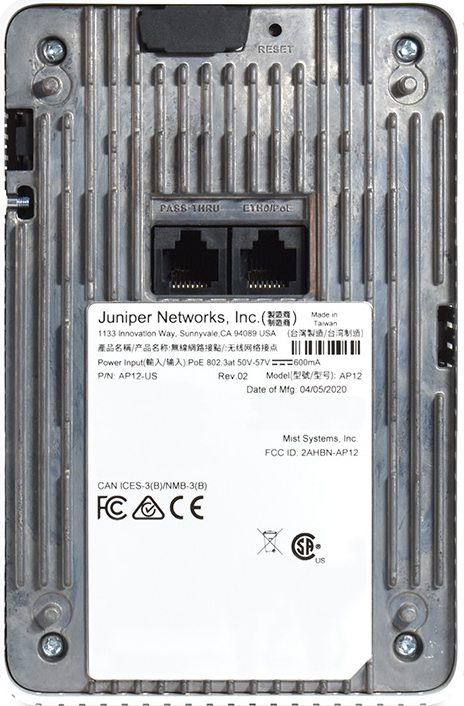 RESET
PASS-THRU ETH0/PoE
Juniper Networks, Inc.(製造商 制造商) Made in Taiwan
1133 Innovation Way, Sunnyvale,CA 94089 USA (台灣製造/台湾制造)
產品名稱/产品名称:無線網路接點/:无线网络接点
Power Input(輸入/输入):PoE 802.3at 50V-57V⎓600mA
P/N: AP12-US Rev.02 Model(型號/型号): AP12
Date of Mfg: 04/05/2020
Mist Systems, Inc.
FCC ID: 2AHBN-AP12
CAN ICES-3(B)/NMB-3(B)
FC CE
SA® US